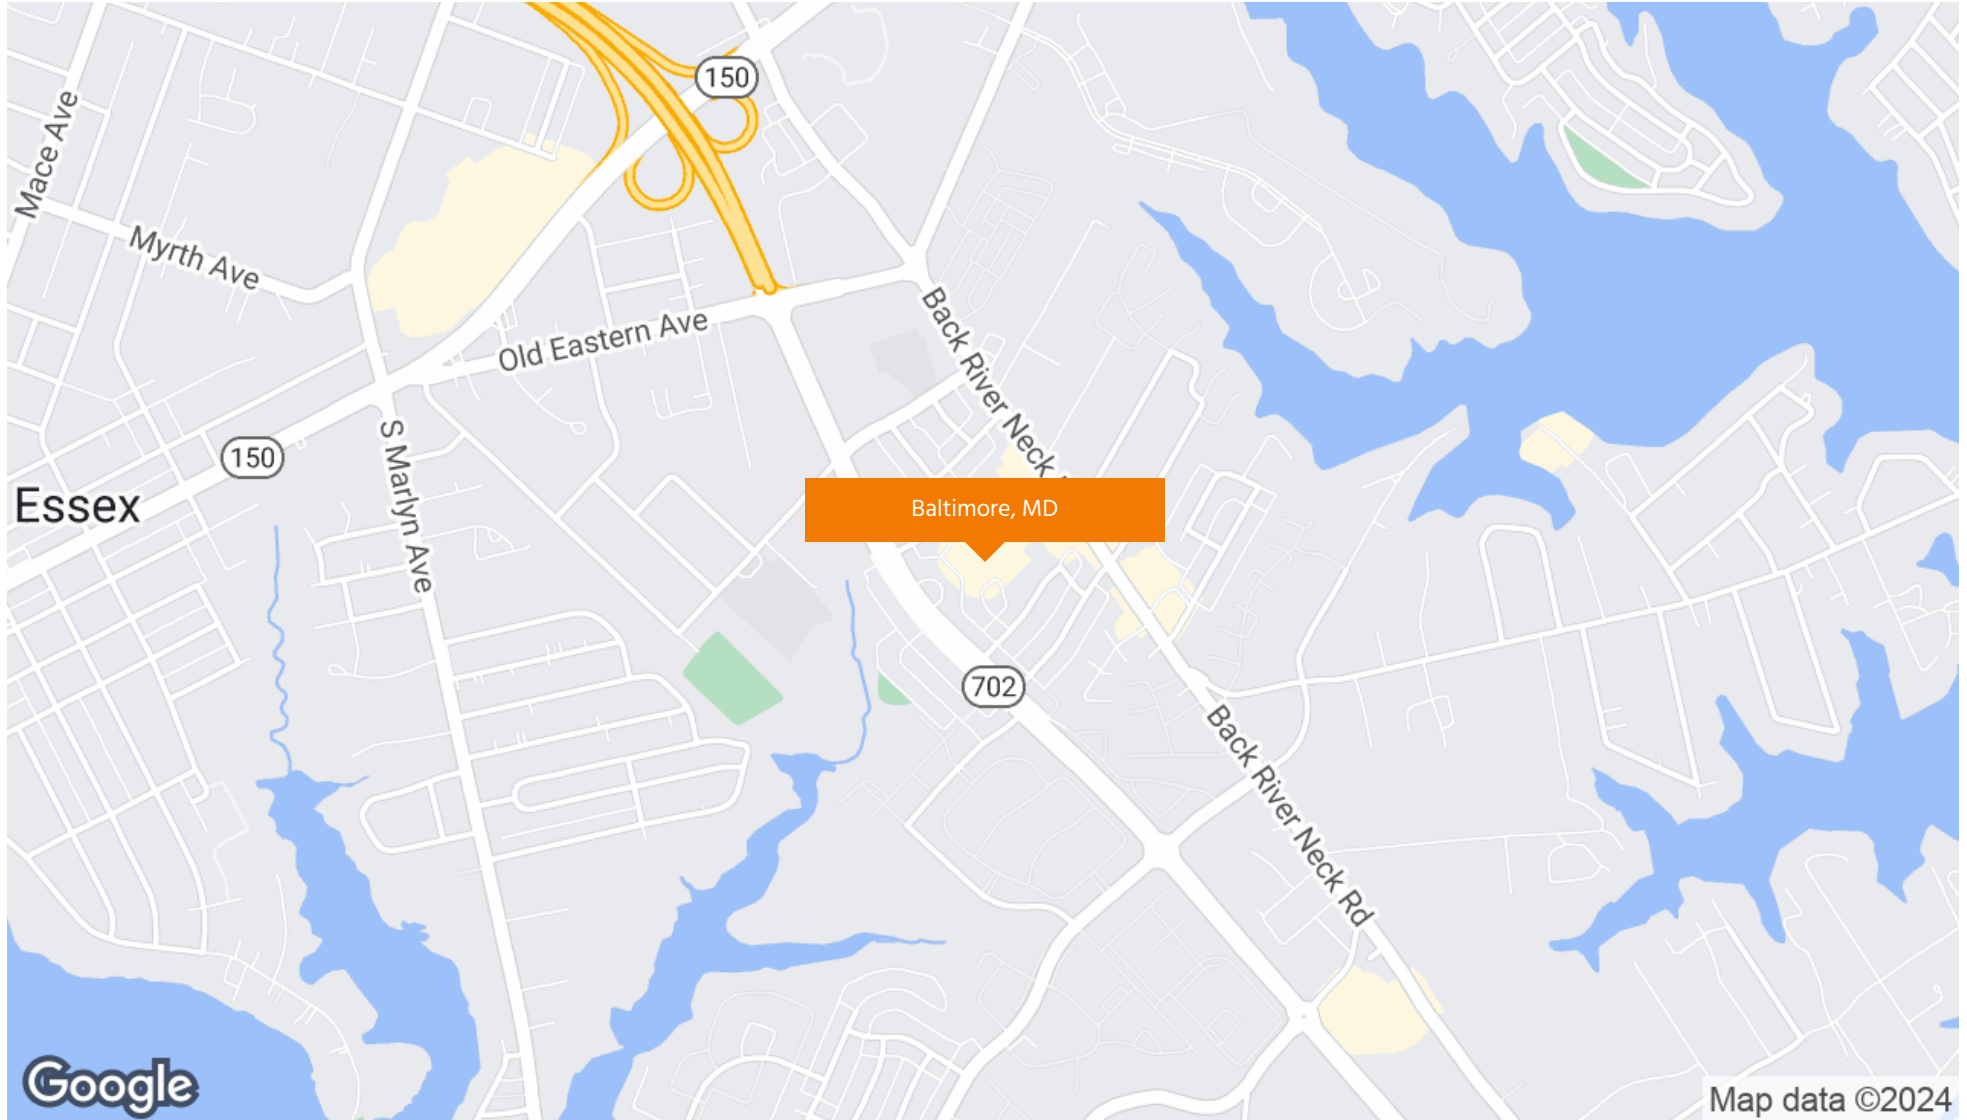 150
Mace Ave
Myrth Ave
Old Eastern Ave
Back River Neck
150
S Marlyn Ave
Essex
Baltimore, MD
702
Back River Neck Rd
Google
Map data ©2024